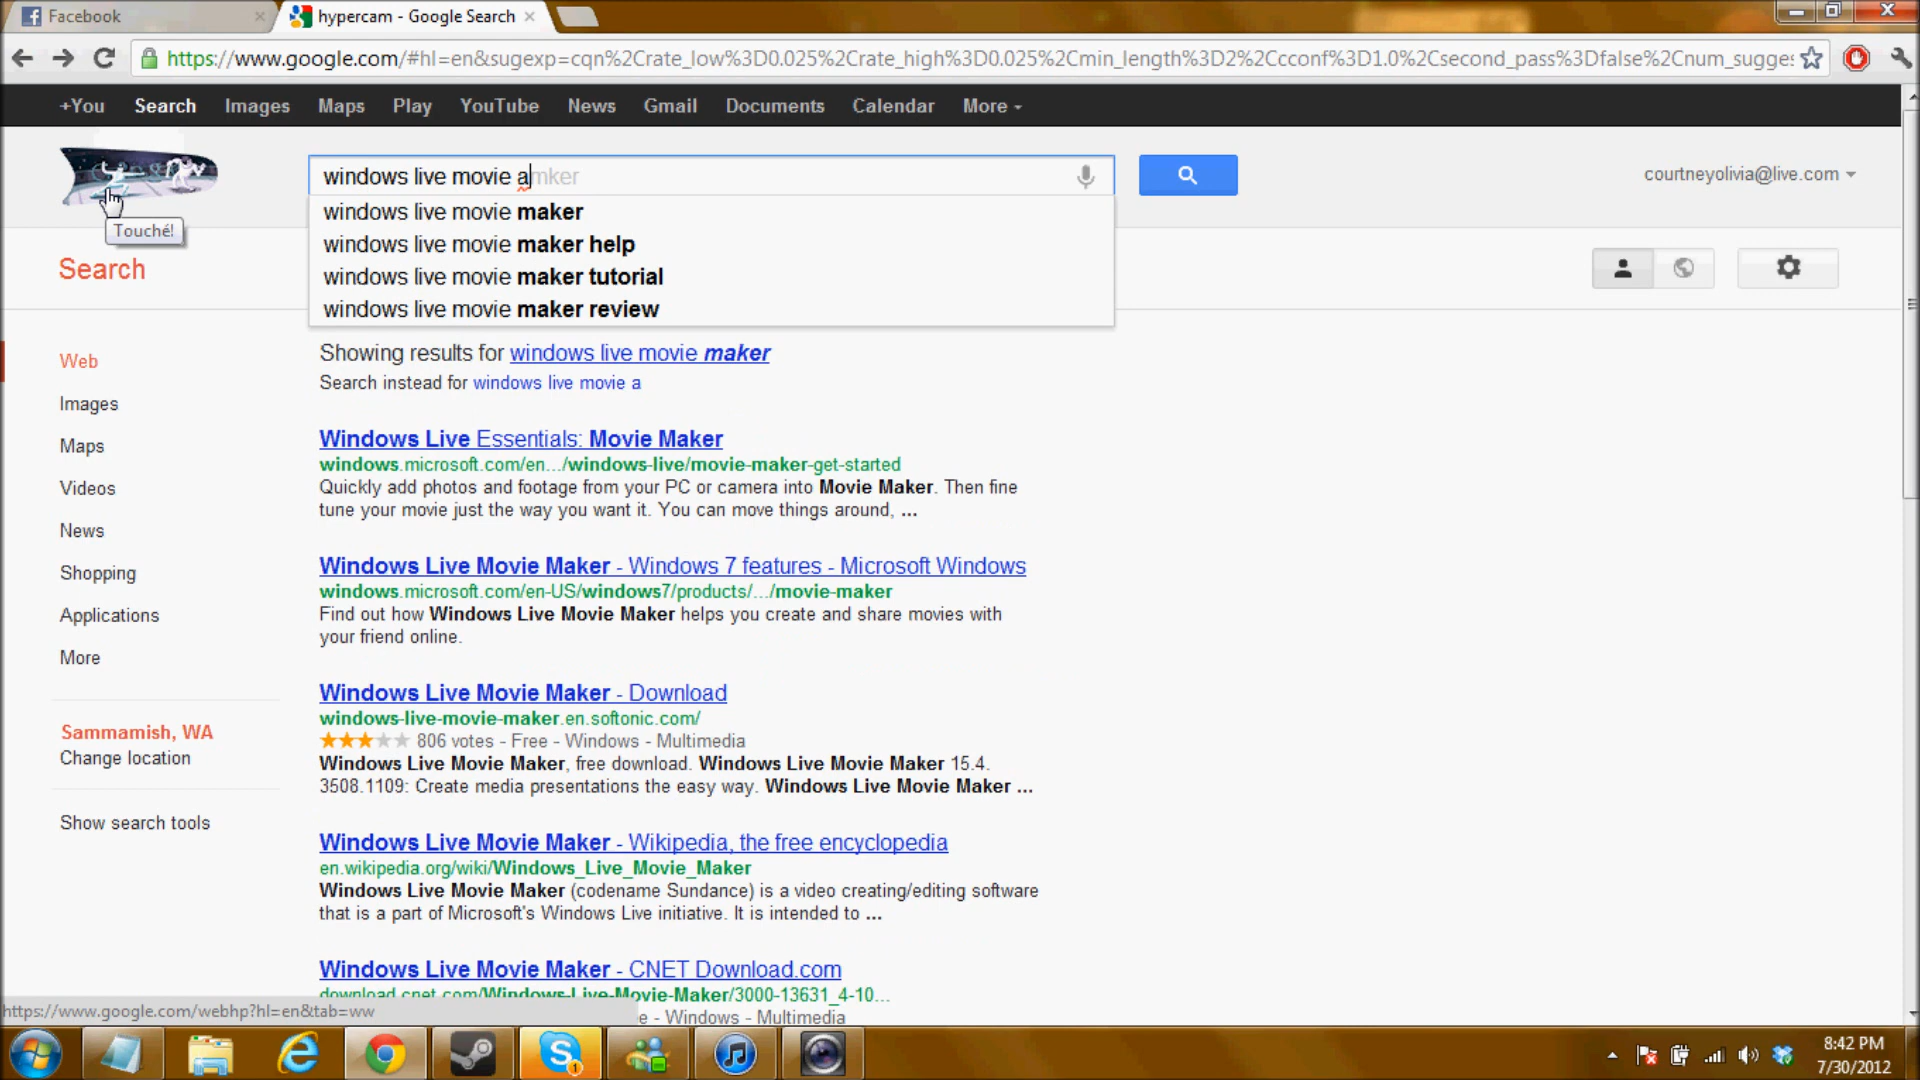 Facebook
hypercam - Google Search
https://www.google.com/#hl=en&sugexp=cqn%2Crate_low%3D0.025%2Crate_high%3D0.025%2Cmin_length%3D2%2Cconf%3D1.0%2Csecond_pass%3Dfalse%2Cnum_sugges
+You Search Images Maps Play YouTube News Gmail Documents Calendar More
windows live movie amker
courtneyolivia@live.com
Touché!
windows live movie maker
windows live movie maker help
windows live movie maker tutorial
windows live movie maker review
Search
Showing results for windows live movie maker
Search instead for windows live movie a
Web
Images
Maps
Videos
News
Shopping
Applications
More
Sammamish, WA
Change location
Show search tools
Windows Live Essentials: Movie Maker
windows.microsoft.com/en.../windows-live/movie-maker-get-started
Quickly add photos and footage from your PC or camera into Movie Maker. Then fine
tune your movie just the way you want it. You can move things around, ...
Windows Live Movie Maker - Windows 7 features - Microsoft Windows
windows.microsoft.com/en-US/windows7/products/.../movie-maker
Find out how Windows Live Movie Maker helps you create and share movies with
your friend online.
Windows Live Movie Maker - Download
windows-live-movie-maker.en.softonic.com/
806 votes - Free - Windows - Multimedia
Windows Live Movie Maker, free download. Windows Live Movie Maker 15.4.
3508.1109: Create media presentations the easy way. Windows Live Movie Maker ...
Windows Live Movie Maker - Wikipedia, the free encyclopedia
en.wikipedia.org/wiki/Windows_Live_Movie_Maker
Windows Live Movie Maker (codename Sundance) is a video creating/editing software
that is a part of Microsoft's Windows Live initiative. It is intended to ...
Windows Live Movie Maker - CNET Download.com
download.cnet.com/Windows-Live-Movie-Maker/3000-13631_4-10...
e - Windows - Multimedia
https://www.google.com/webhp?hl=en&tab=ww
1
8:42 PM
7/30/2012